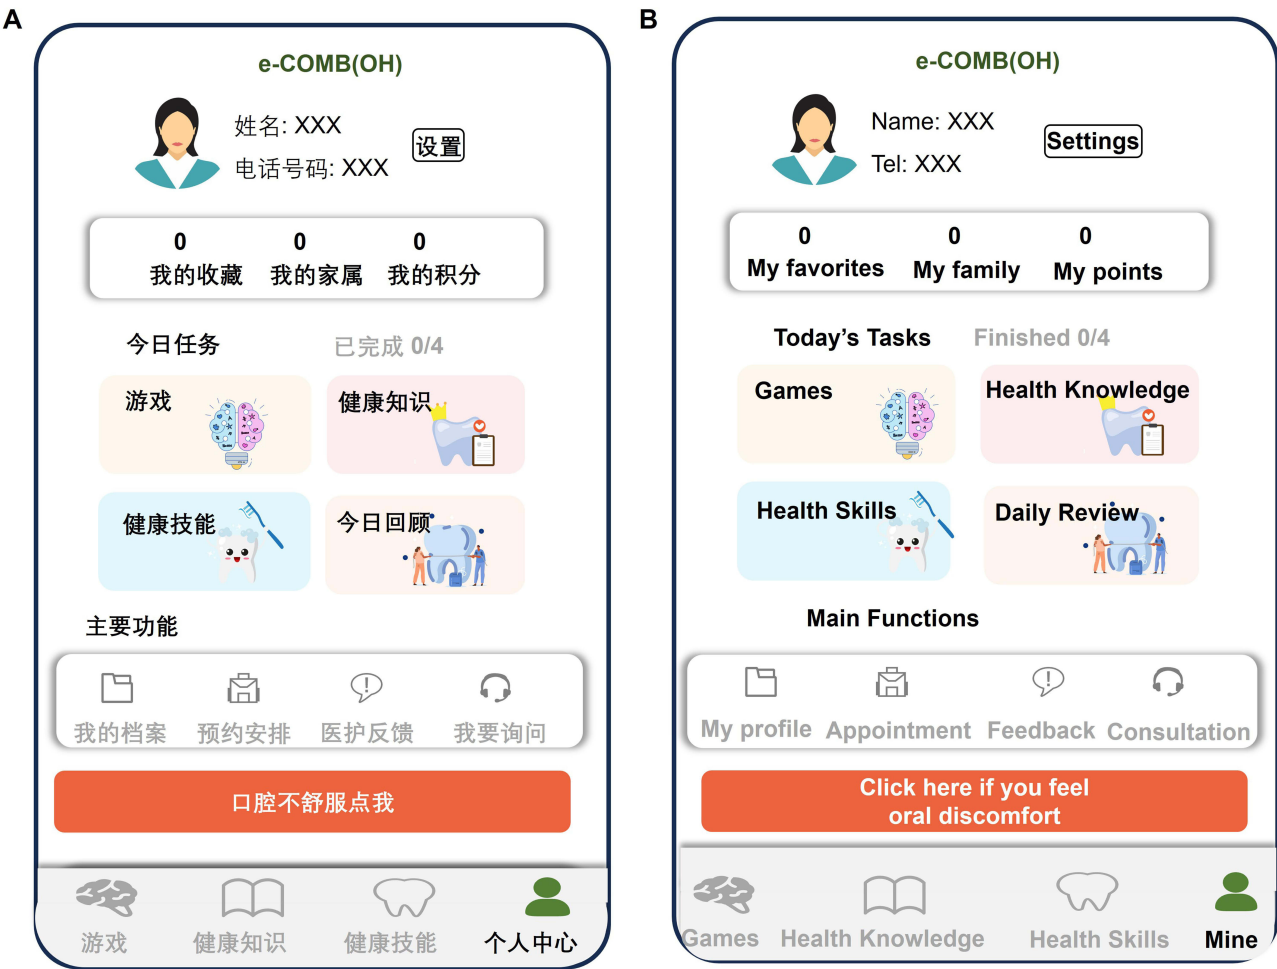 A
e-COMB(OH)
姓名: XXX
电话号码: XXX
设置
0 0 0
我的收藏 我的家属 我的积分
今日任务 已完成 0/4
游戏 健康知识
健康技能 今日回顾
主要功能
我的档案 预约安排 医护反馈 我要询问
口腔不舒服点我
游戏 健康知识 健康技能 个人中心
B
e-COMB(OH)
Name: XXX
Tel: XXX
Settings
0 0 0
My favorites My family My points
Today’s Tasks Finished 0/4
Games Health Knowledge
Health Skills Daily Review
Main Functions
My profile Appointment Feedback Consultation
Click here if you feel
oral discomfort
Games Health Knowledge Health Skills Mine